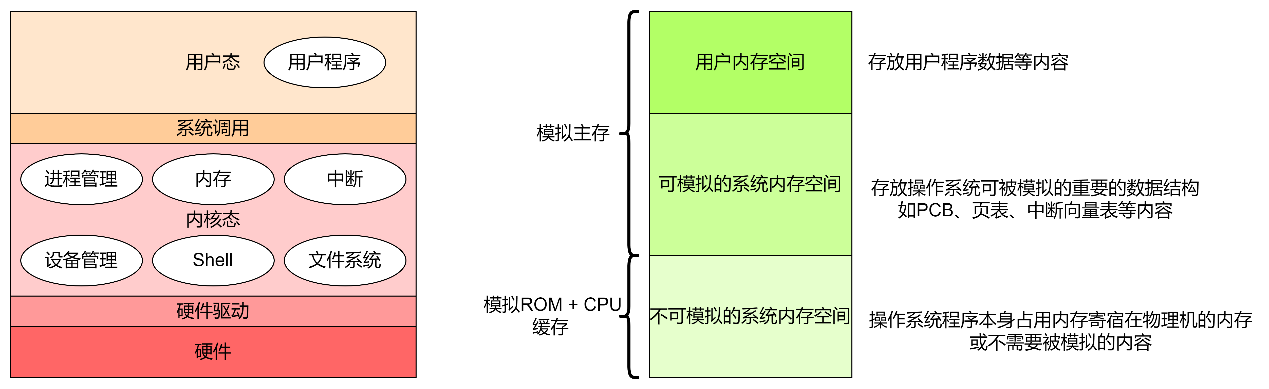 用户态
用户程序
系统调用
进程管理
内存
中断
内核态
设备管理
Shell
文件系统
硬件驱动
硬件
模拟主存
模拟ROM + CPU
缓存
用户内存空间
可模拟的系统内存空间
不可模拟的系统内存空间
存放用户程序数据等内容
存放操作系统可被模拟的重要的数据结构
如PCB、页表、中断向量表等内容
操作系统程序本身占用内存寄宿在物理机的内存
或不需要被模拟的内容